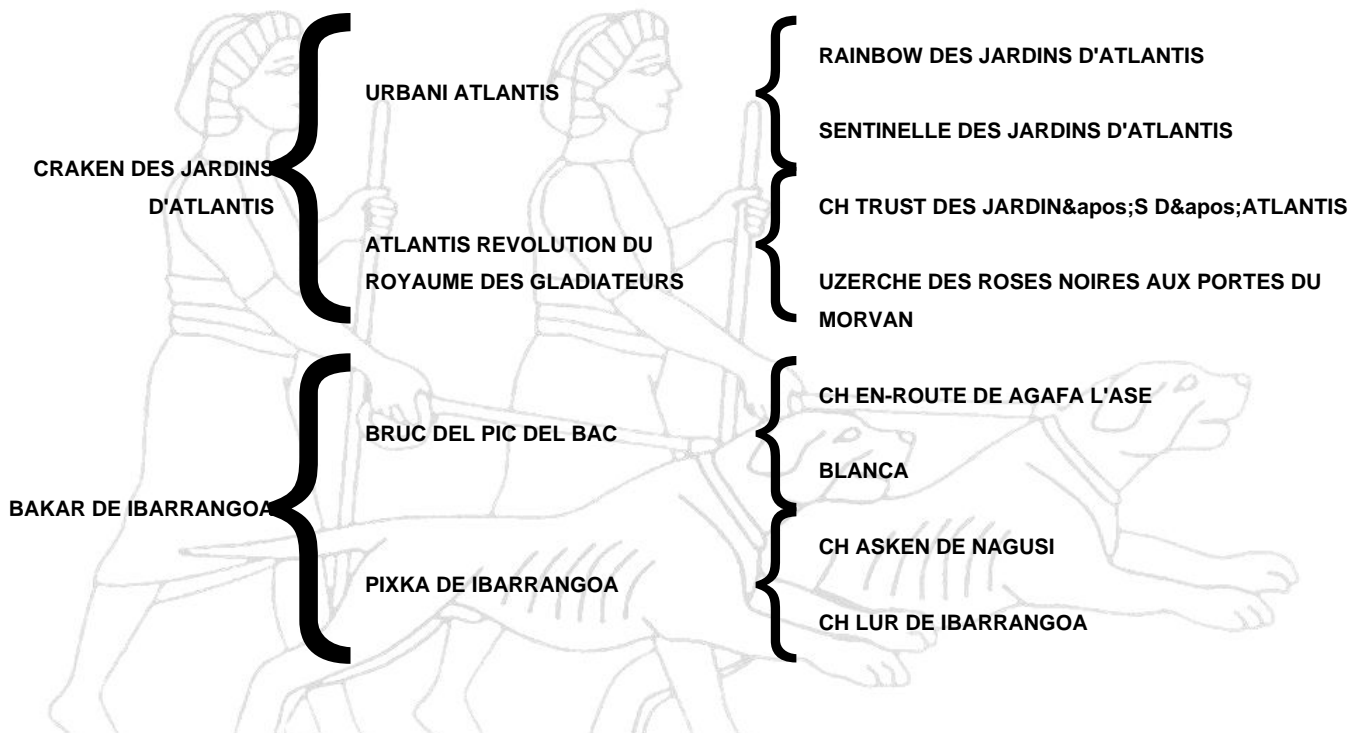 RAINBOW DES JARDINS D'ATLANTIS
URBANI ATLANTIS
SENTINELLE DES JARDINS D'ATLANTIS
CRAKEN DES JARDINS
D'ATLANTIS
CH TRUST DES JARDIN&apos;S D&apos;ATLANTIS
ATLANTIS REVOLUTION DU
ROYAUME DES GLADIATEURS
UZERCHE DES ROSES NOIRES AUX PORTES DU
MORVAN
CH EN-ROUTE DE AGAFA L'ASE
BRUC DEL PIC DEL BAC
BLANCA
BAKAR DE IBARRANGOA
CH ASKEN DE NAGUSI
PIXKA DE IBARRANGOA
CH LUR DE IBARRANGOA